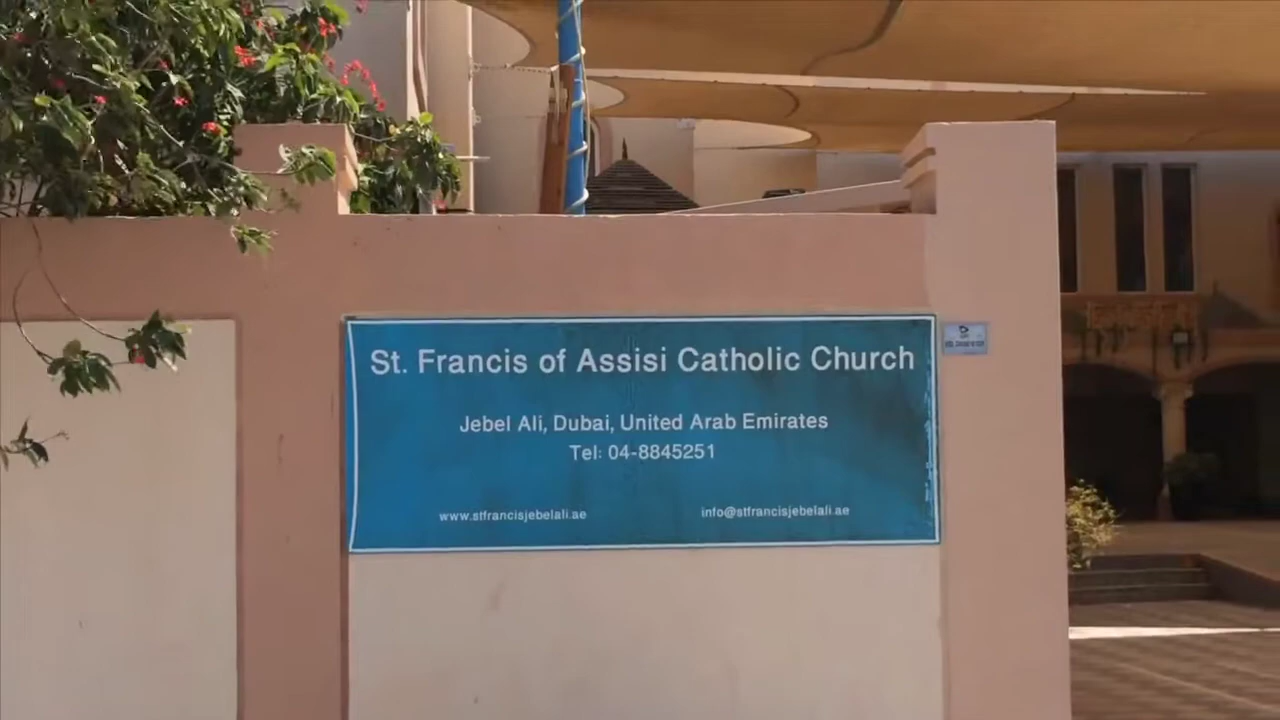 St. Francis of Assisi Catholic Church
Jebel Ali, Dubai, United Arab Emirates
Tel: 04-8845251
www.stfrancisjebelali.ae
info@stfrancisjebelali.ae